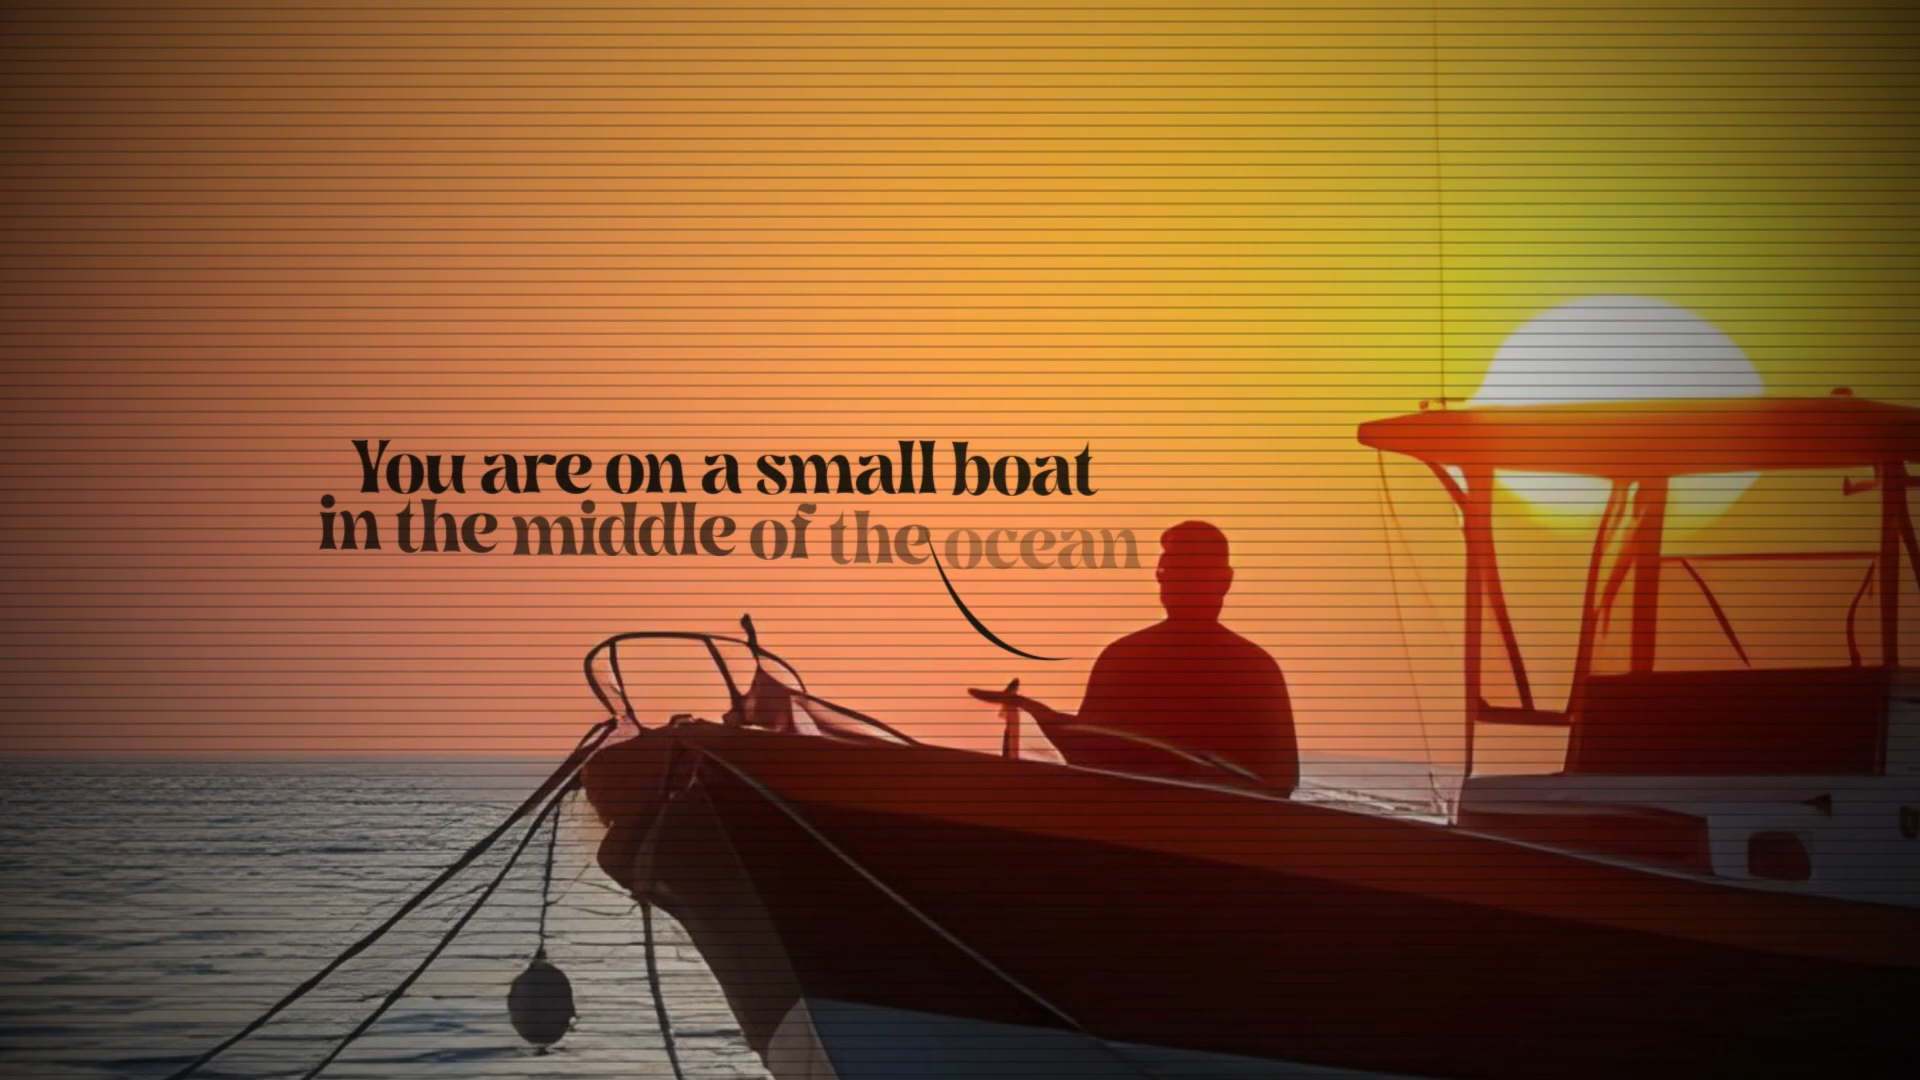 You are on a small boat
in the middle of the ocean